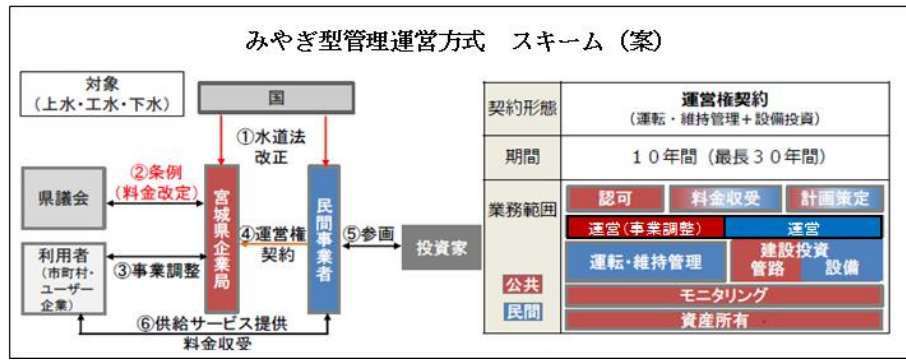 みやぎ型管理運営方式　スキーム（案）
対象
（上水・工水・下水）
国
①水道法
改正
②条例
（料金改定）
県議会
宮城県企業局
民間事業者
④運営権
契約
⑤参画
投資家
利用者
（市町村・
ユーザー
企業）
③事業調整
⑥供給サービス提供
料金収受
契約形態
運営権契約
（運転・維持管理＋設備投資）
期間
１０年間（最長３０年間）
業務範囲
認可
料金収受
計画策定
運営（事業調整）
運営
運転・維持管理
建設投資
管路
設備
公共
民間
モニタリング
資産所有